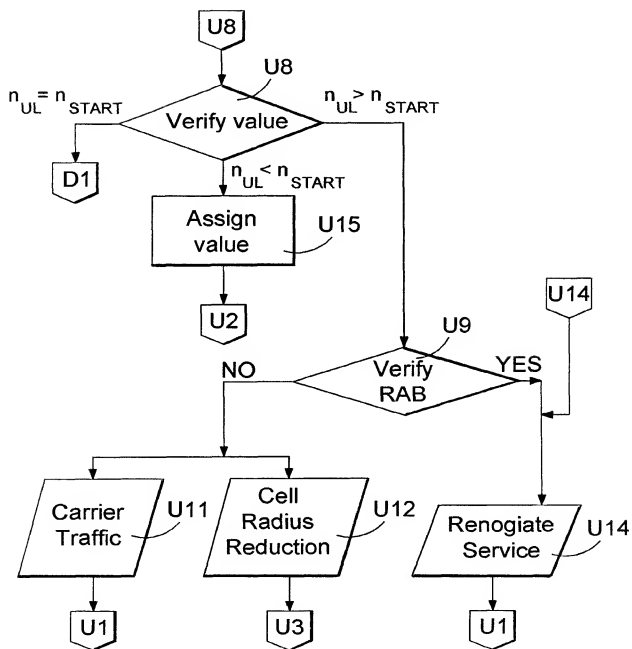 U8
U8
n_UL = n_START
n_UL > n_START
Verify value
D1
n_UL < n_START
Assign
value
U15
U2
U14
U9
Verify
RAB
NO
YES
Carrier
Traffic
U11
Cell
Radius
Reduction
U12
Renogiate
Service
U14
U1
U3
U1